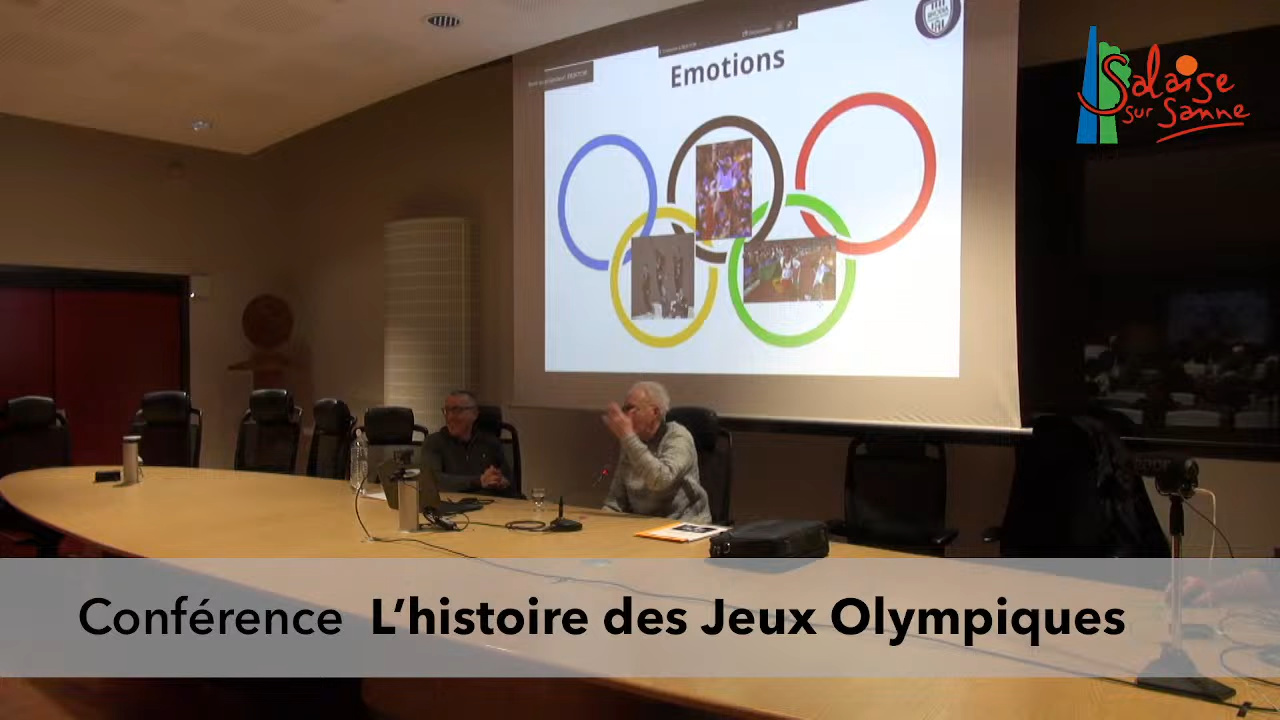 Emotions
Salaise
sur Sanne
Conférence L’histoire des Jeux Olympiques